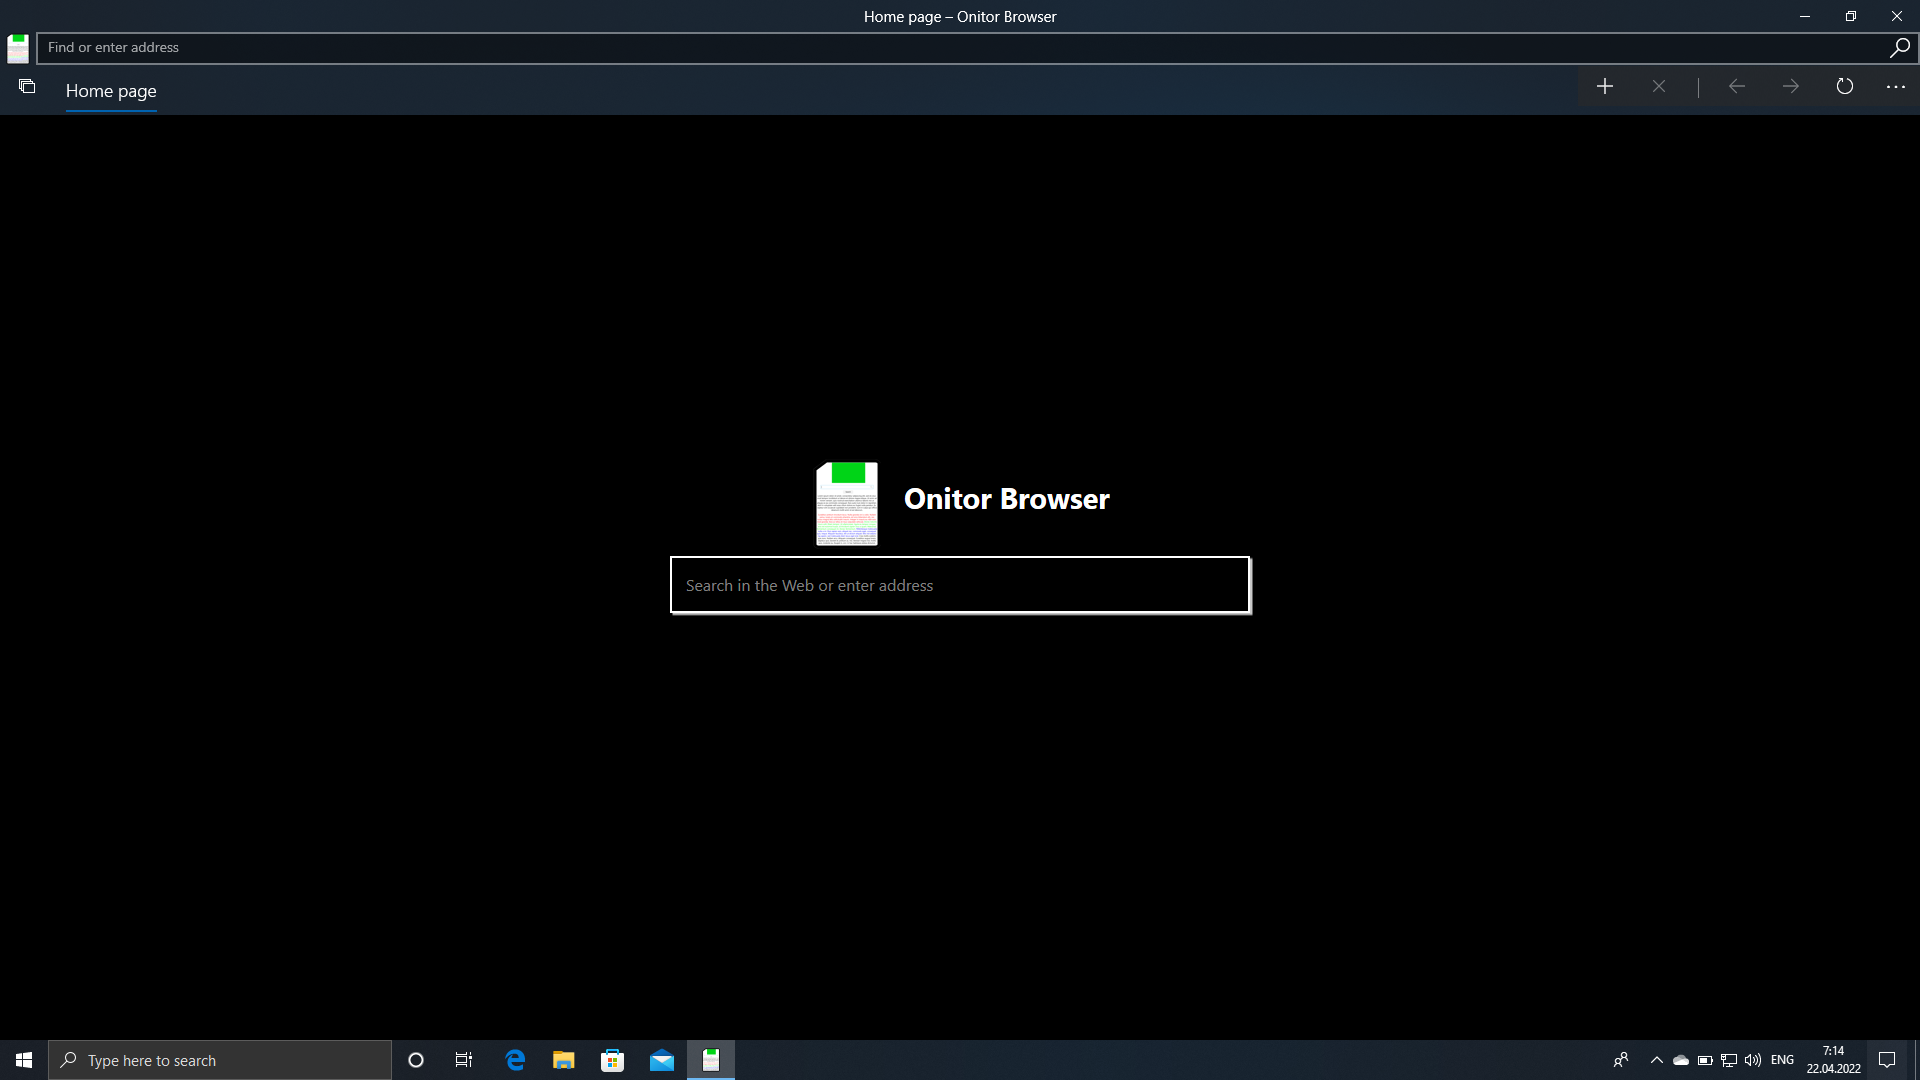 Home page – Onitor Browser
Find or enter address
Home page
Onitor Browser
Search in the Web or enter address
Type here to search
ENG
7:14
22.04.2022